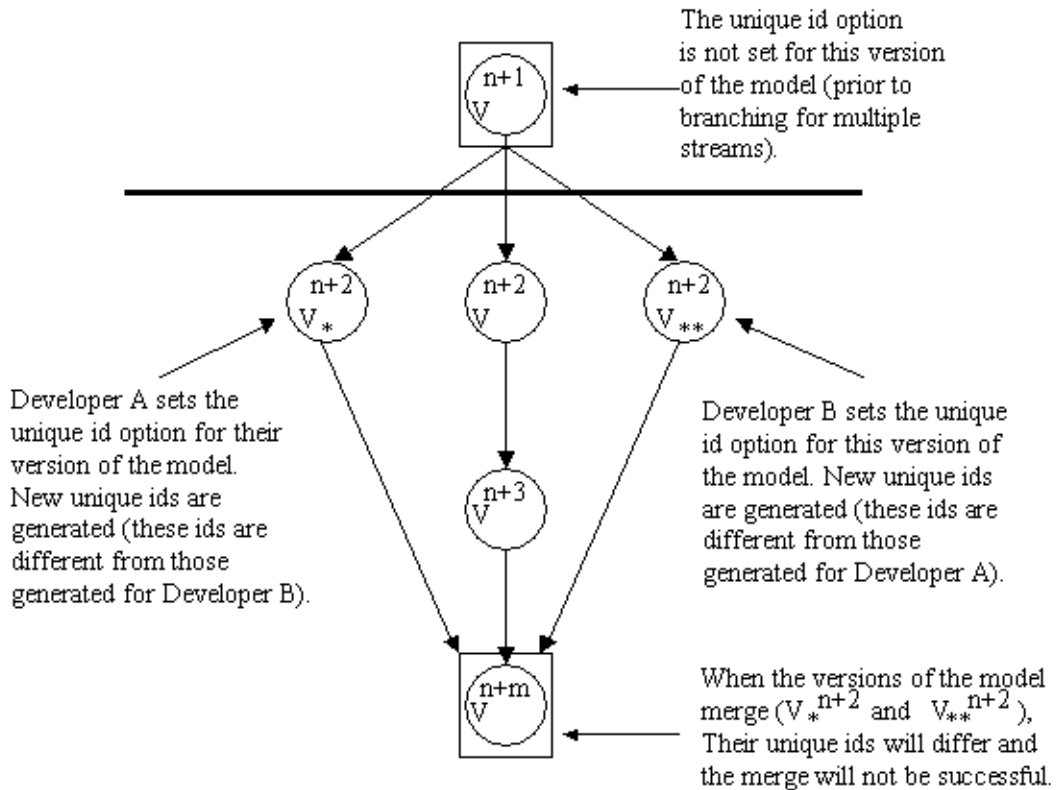 The unique id option
is not set for this version
of the model (prior to
branching for multiple
streams).
n+1
V
n+2
V *
n+2
V
n+2
V **
Developer A sets the
unique id option for their
version of the model.
New unique ids are
generated (these ids are
different from those
generated for Developer B).
Developer B sets the unique
id option for this version of
the model. New unique ids
are generated (these ids are
different from those
generated for Developer A).
n+3
V
n+m
V
When the versions of the model
merge (V *n+2 and V **n+2 ),
Their unique ids will differ and
the merge will not be successful.